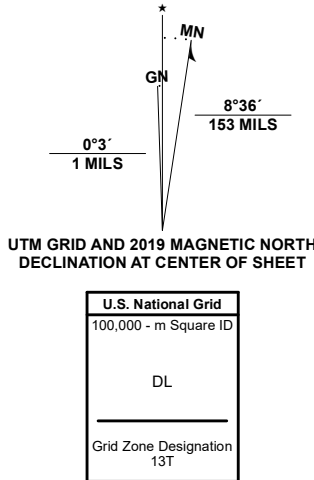 ★
MN
GN
8°36´
153 MILS
0°3´
1 MILS
UTM GRID AND 2019 MAGNETIC NORTH
DECLINATION AT CENTER OF SHEET
U.S. National Grid
100,000 - m Square ID
DL
Grid Zone Designation
13T